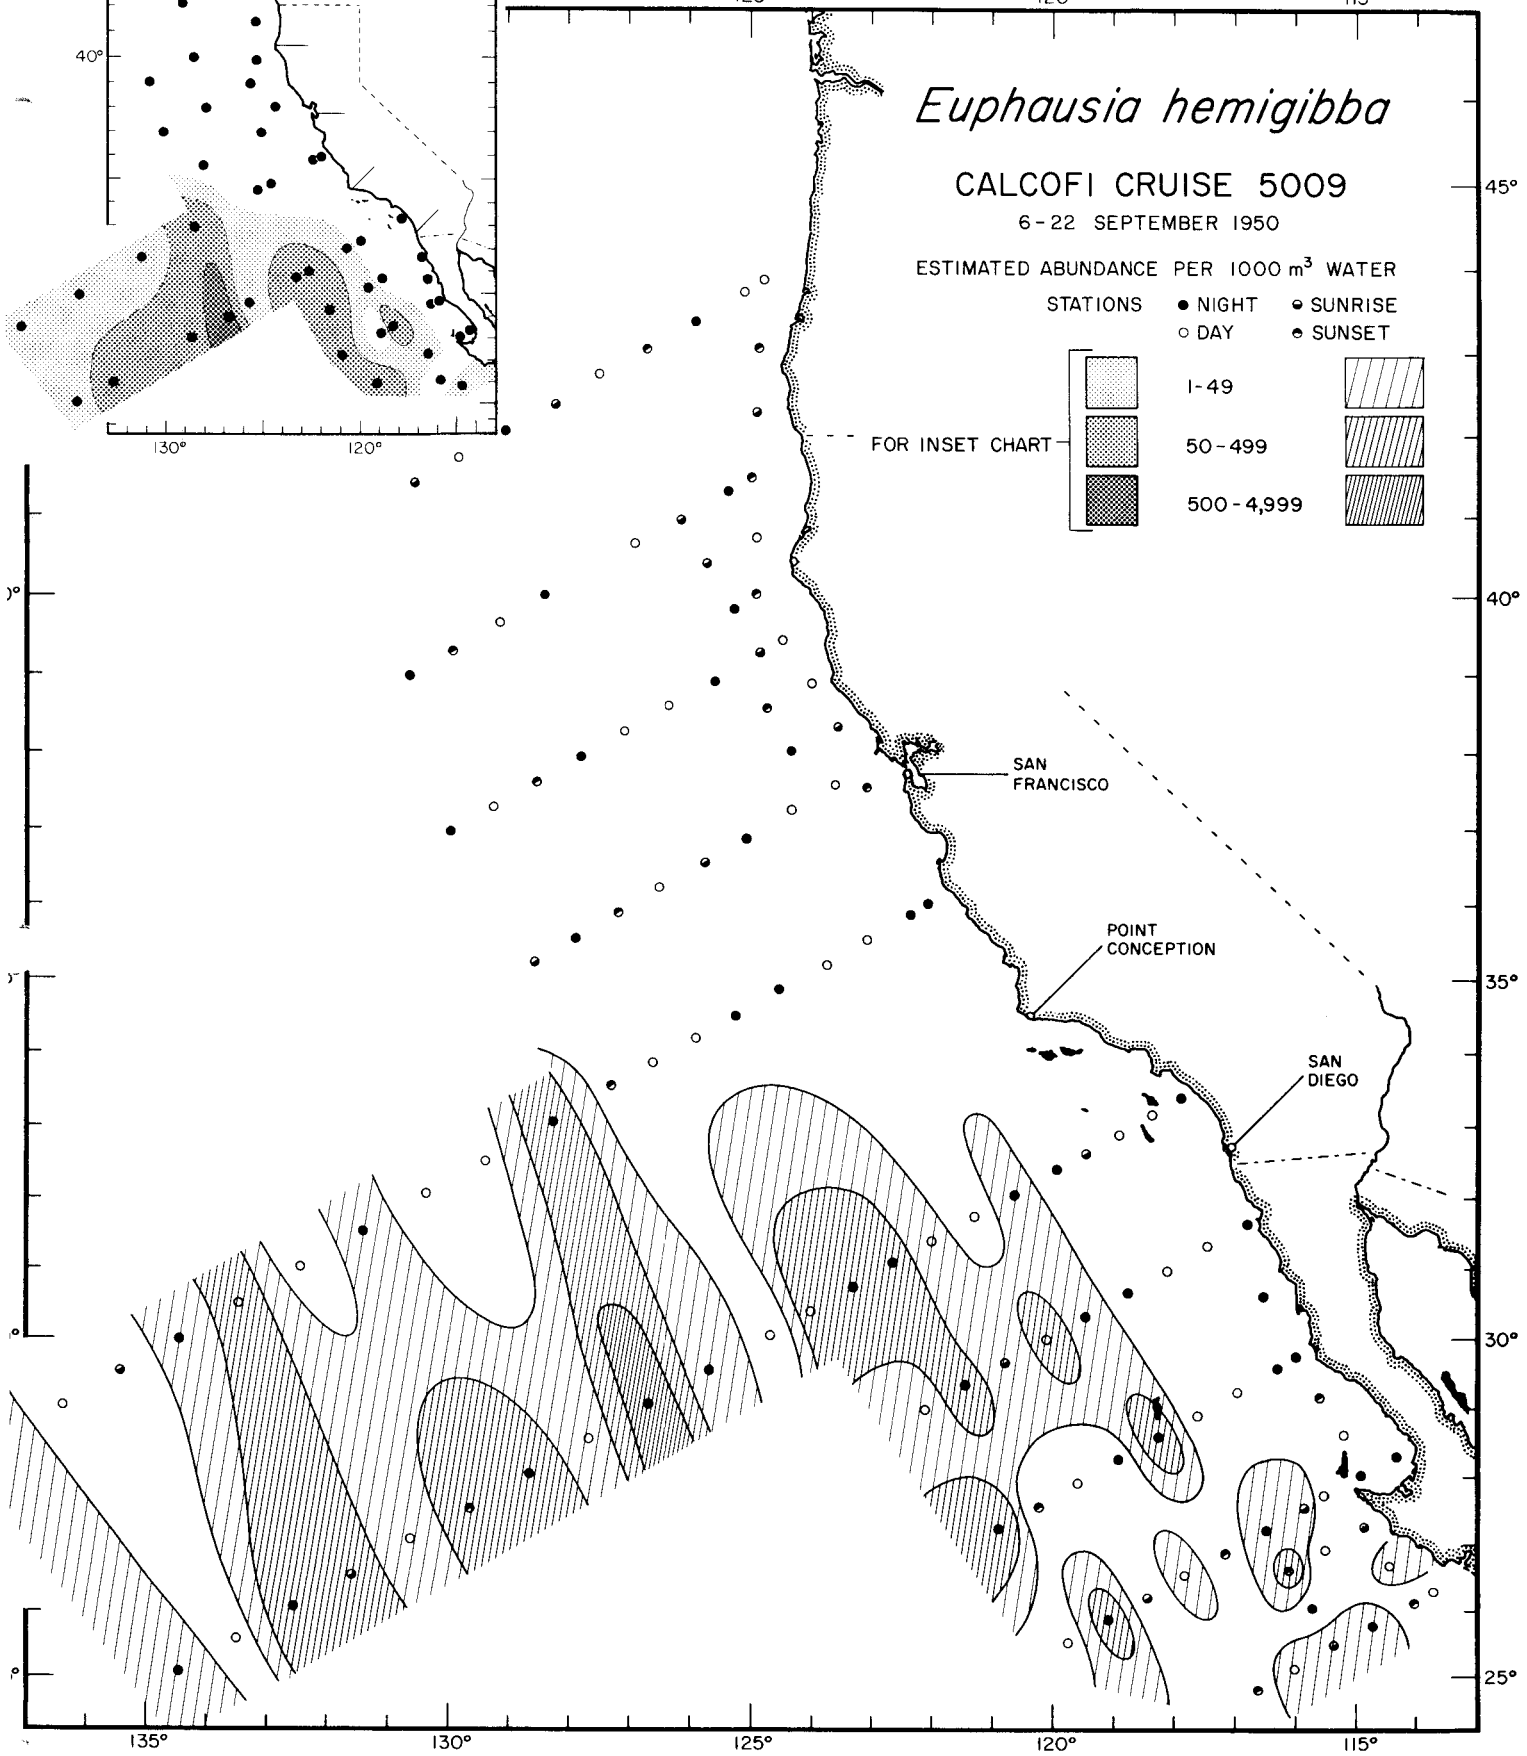 Euphausia hemigibba
CALCOFI CRUISE 5009
6-22 SEPTEMBER 1950
ESTIMATED ABUNDANCE PER 1000 m³ WATER
STATIONS ● NIGHT ◒ SUNRISE
○ DAY ◓ SUNSET
1-49
FOR INSET CHART
50-499
500-4,999
40°
130° 120°
45°
40°
SAN
FRANCISCO
POINT
CONCEPTION
35°
SAN
DIEGO
30°
25°
135° 130° 125° 120° 115°